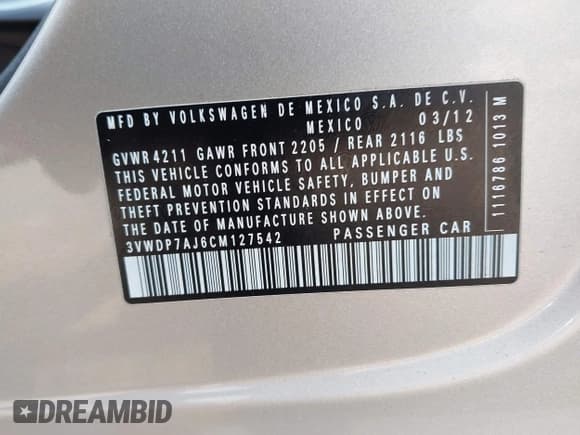 MFD BY VOLKSWAGEN DE MEXICO S.A. DE C.V.
MEXICO 03/12
GVWR 4211 GAWR FRONT 2205 / REAR 2116 LBS
THIS VEHICLE CONFORMS TO ALL APPLICABLE U.S.
FEDERAL MOTOR VEHICLE SAFETY, BUMPER AND
THEFT PREVENTION STANDARDS IN EFFECT ON
THE DATE OF MANUFACTURE SHOWN ABOVE.
3VWDP7AJ6CM127542 PASSENGER CAR
1116786 1013 M
DREAMBID